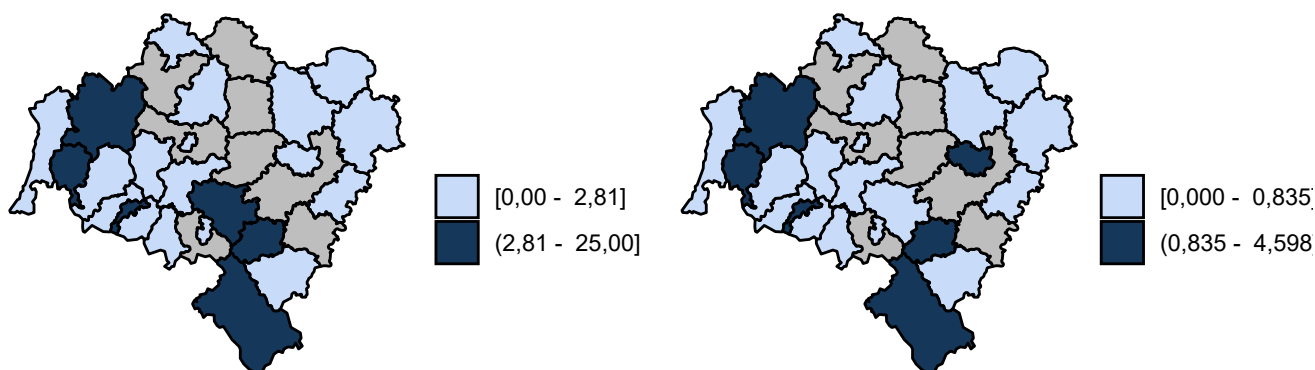 [0,00 - 2,81]
(2,81 - 25,00]
[0,000 - 0,835]
(0,835 - 4,598]